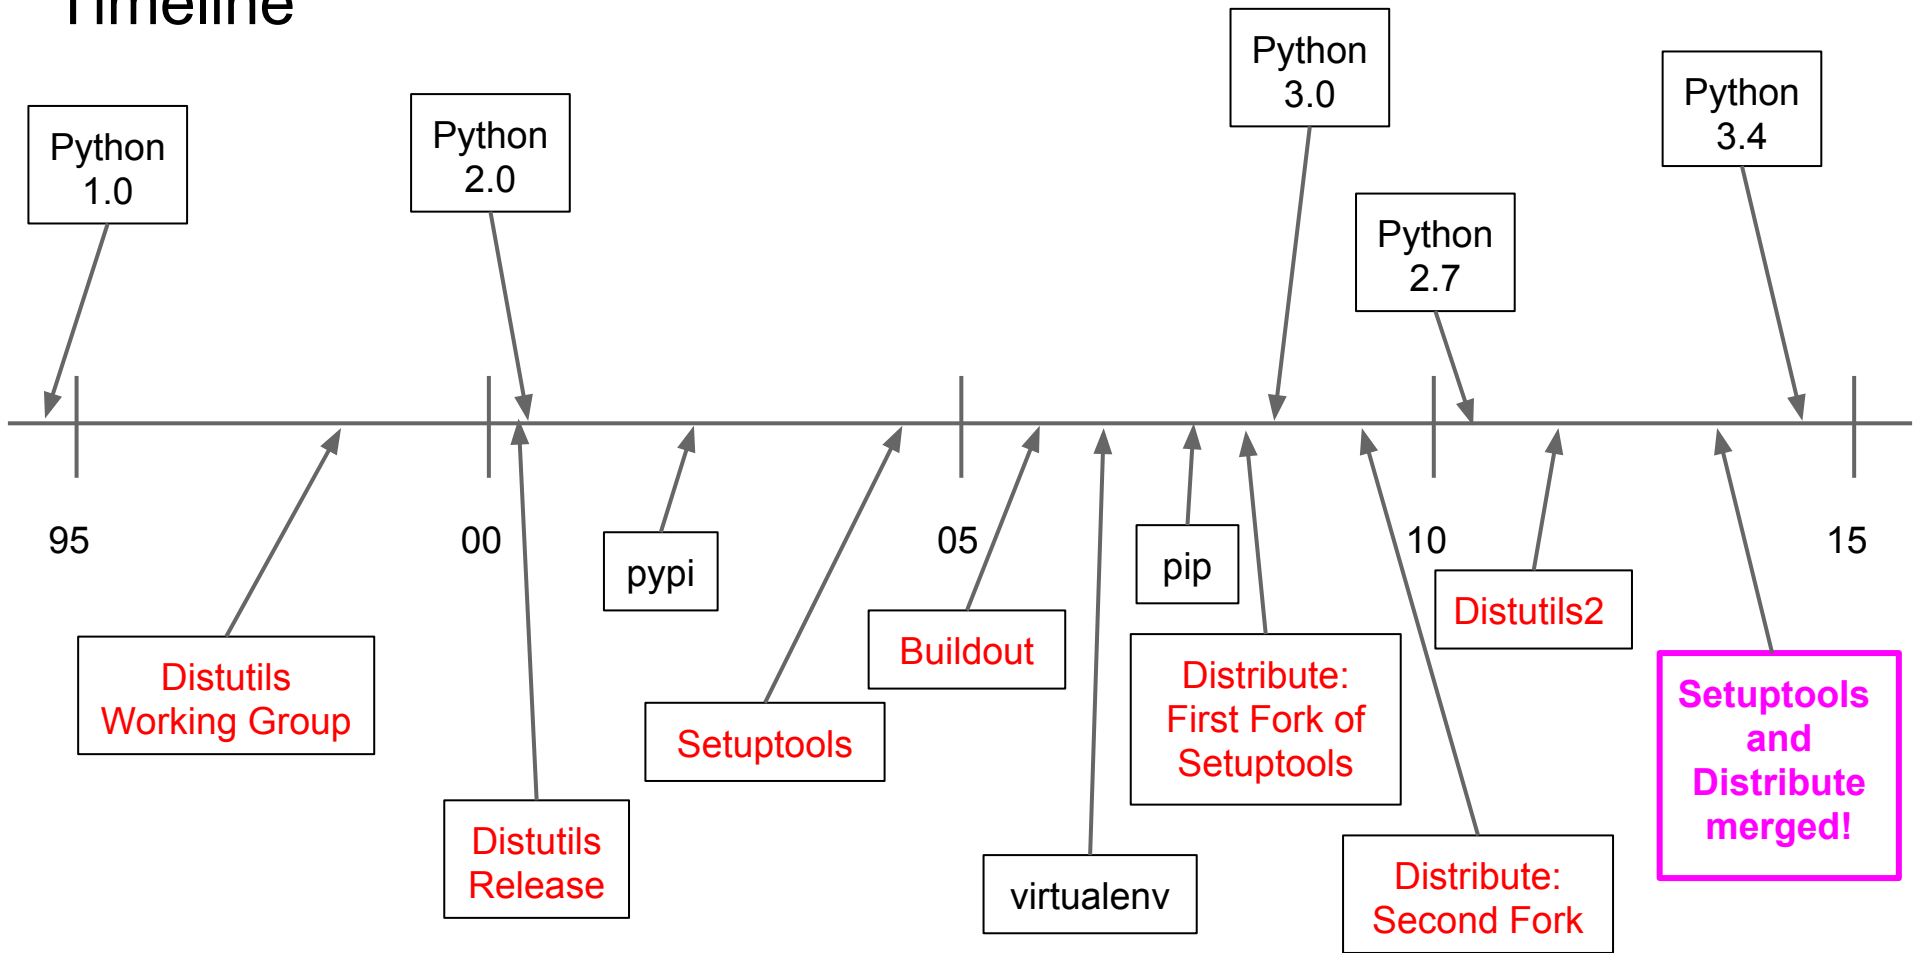 Timeline
Python
1.0
Python
2.0
Python
3.0
Python
2.7
Python
3.4
95
00
05
10
15
Distutils
Working Group
Distutils
Release
pypi
Setuptools
Buildout
virtualenv
pip
Distribute:
First Fork of
Setuptools
Distribute:
Second Fork
Distutils2
Setuptools
and
Distribute
merged!